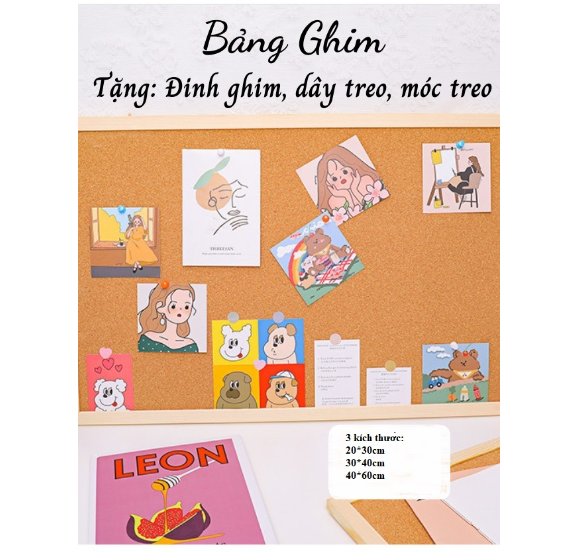 Bảng Ghim
Tặng: Đinh ghim, dây treo, móc treo
3 kích thước:
20*30cm
30*40cm
40*60cm
LEON